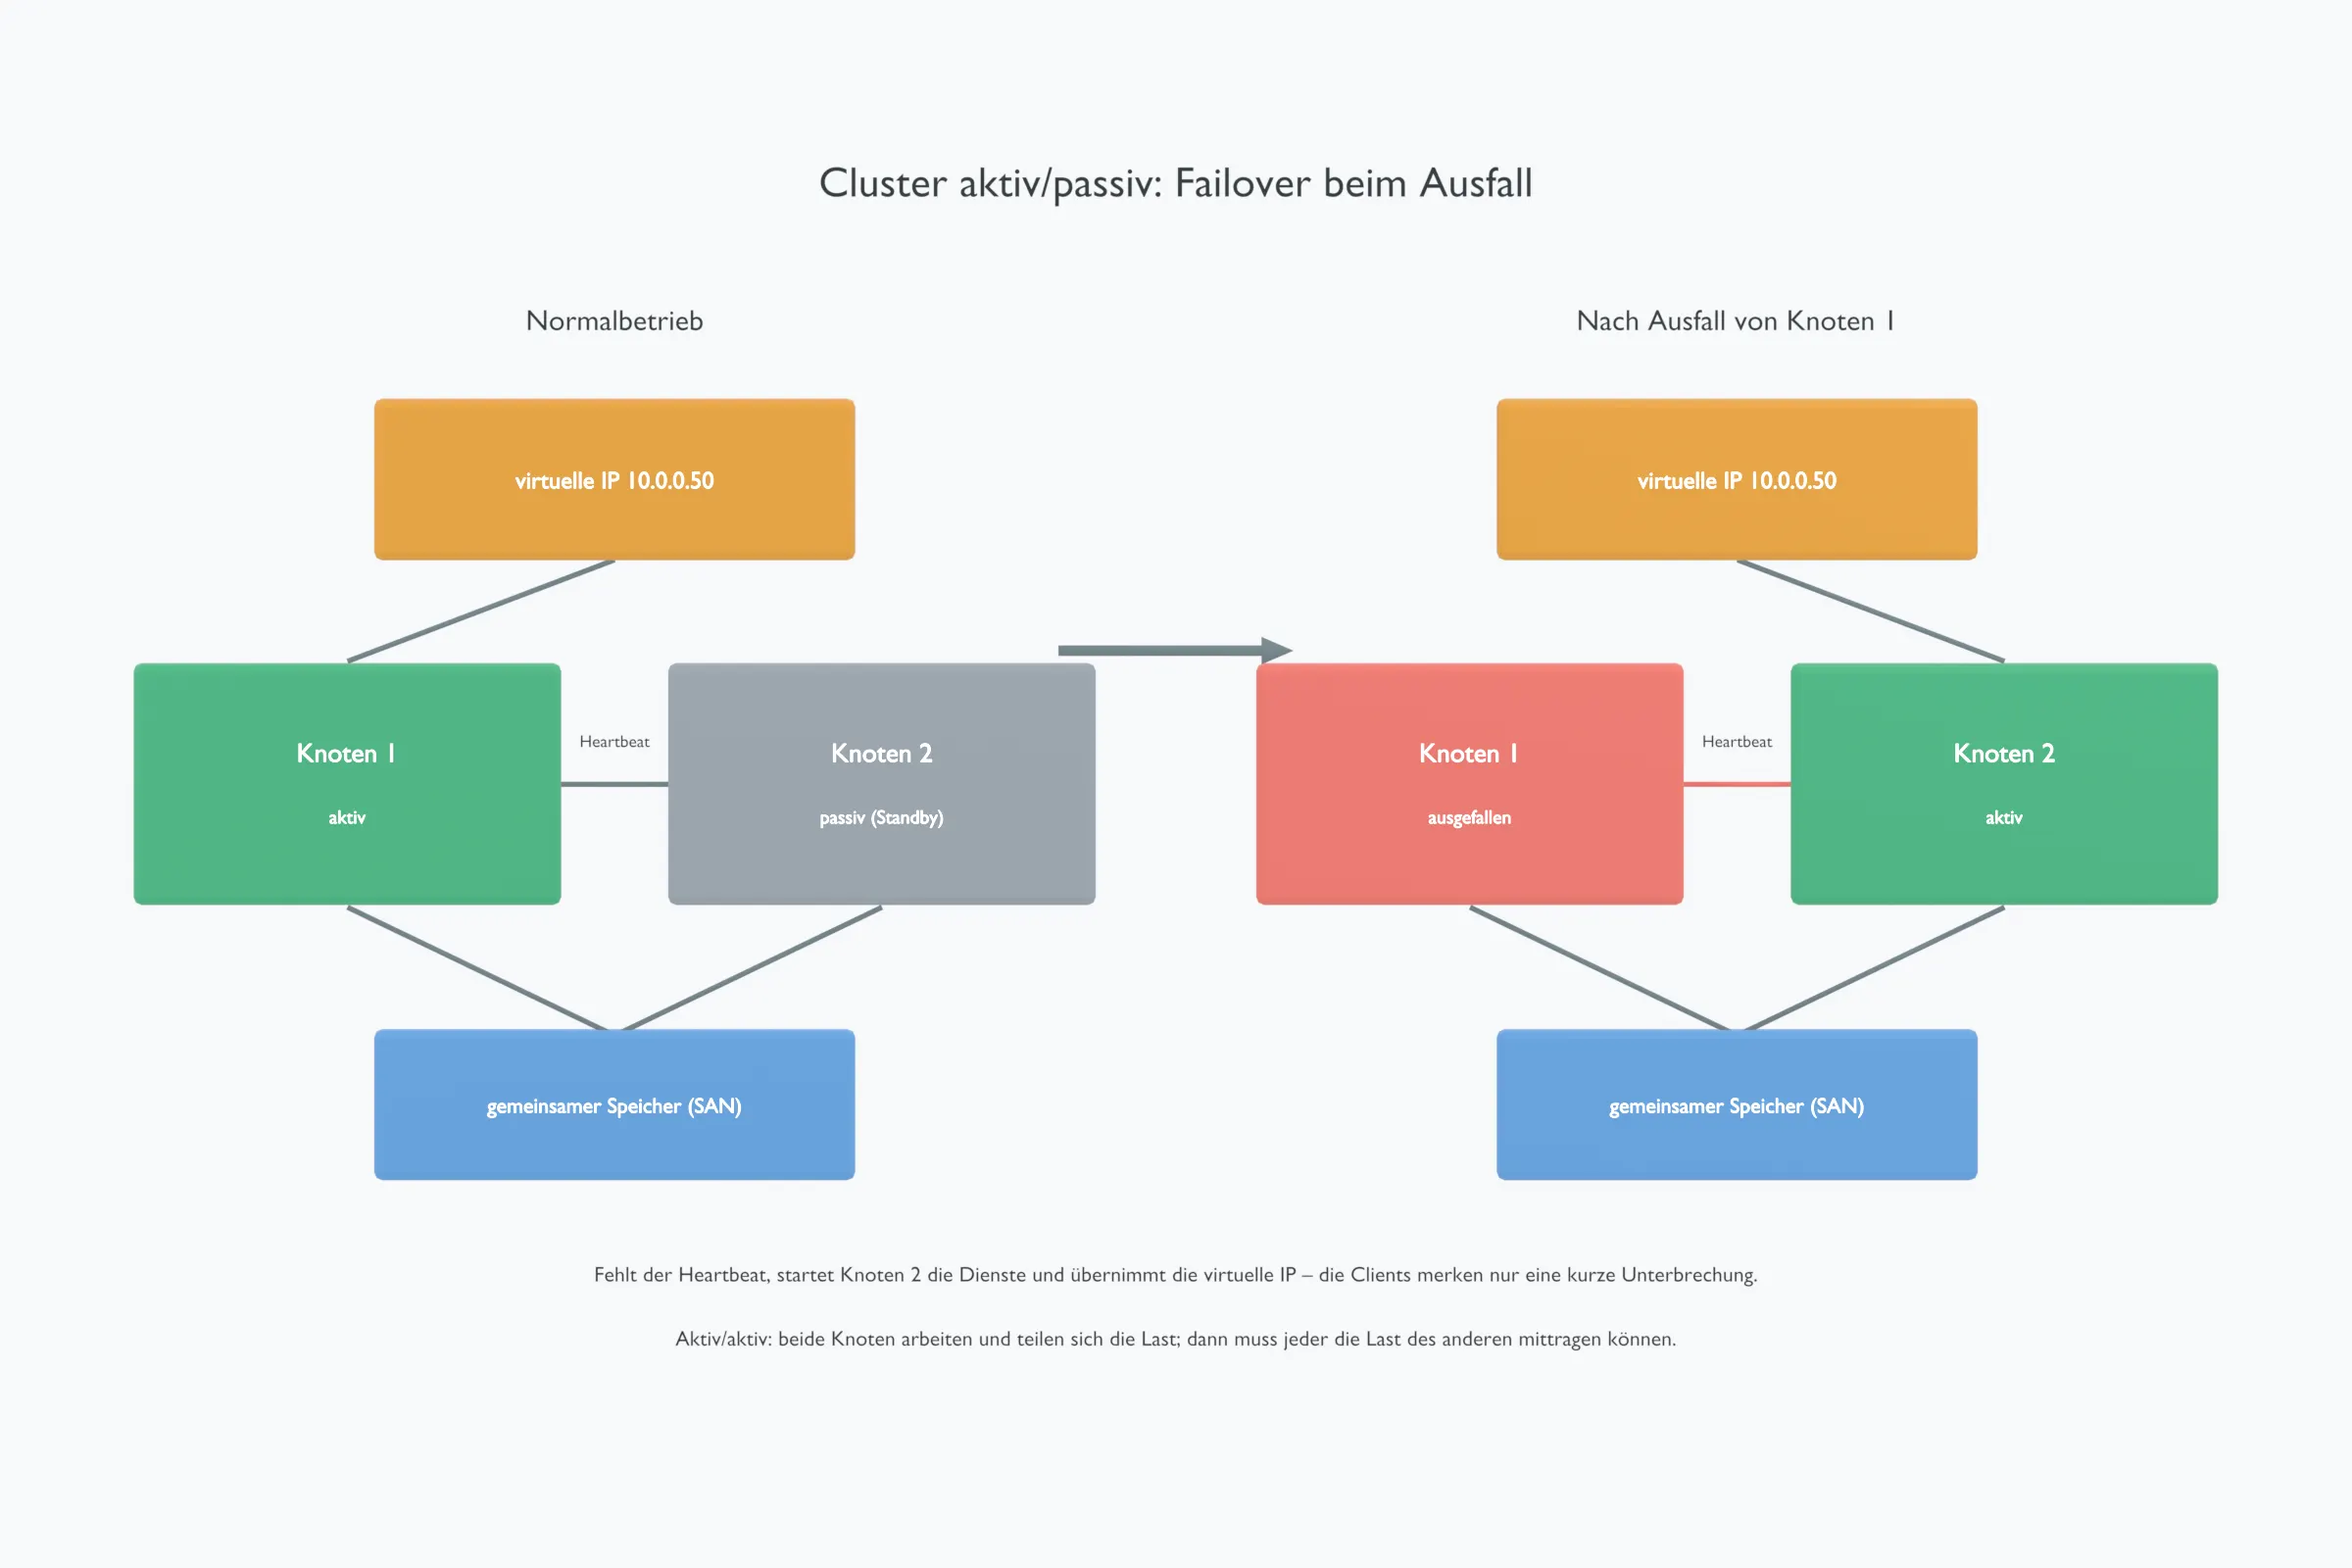 Cluster aktiv/passiv: Failover beim Ausfall
Normalbetrieb
virtuelle IP 10.0.0.50
Knoten 1
aktiv
Heartbeat
Knoten 2
passiv (Standby)
gemeinsamer Speicher (SAN)
Nach Ausfall von Knoten 1
virtuelle IP 10.0.0.50
Knoten 1
ausgefallen
Heartbeat
Knoten 2
aktiv
gemeinsamer Speicher (SAN)
Fehlt der Heartbeat, startet Knoten 2 die Dienste und übernimmt die virtuelle IP – die Clients merken nur eine kurze Unterbrechung.
Aktiv/aktiv: beide Knoten arbeiten und teilen sich die Last; dann muss jeder die Last des anderen mittragen können.